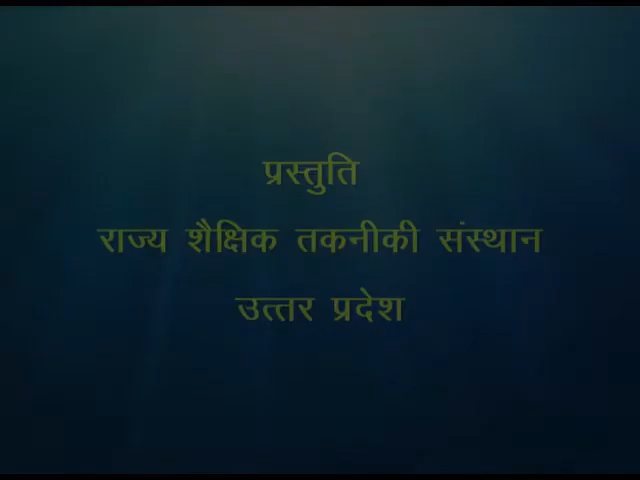 प्रस्तुति
राज्य शैक्षिक तकनीकी संस्थान
उत्तर प्रदेश